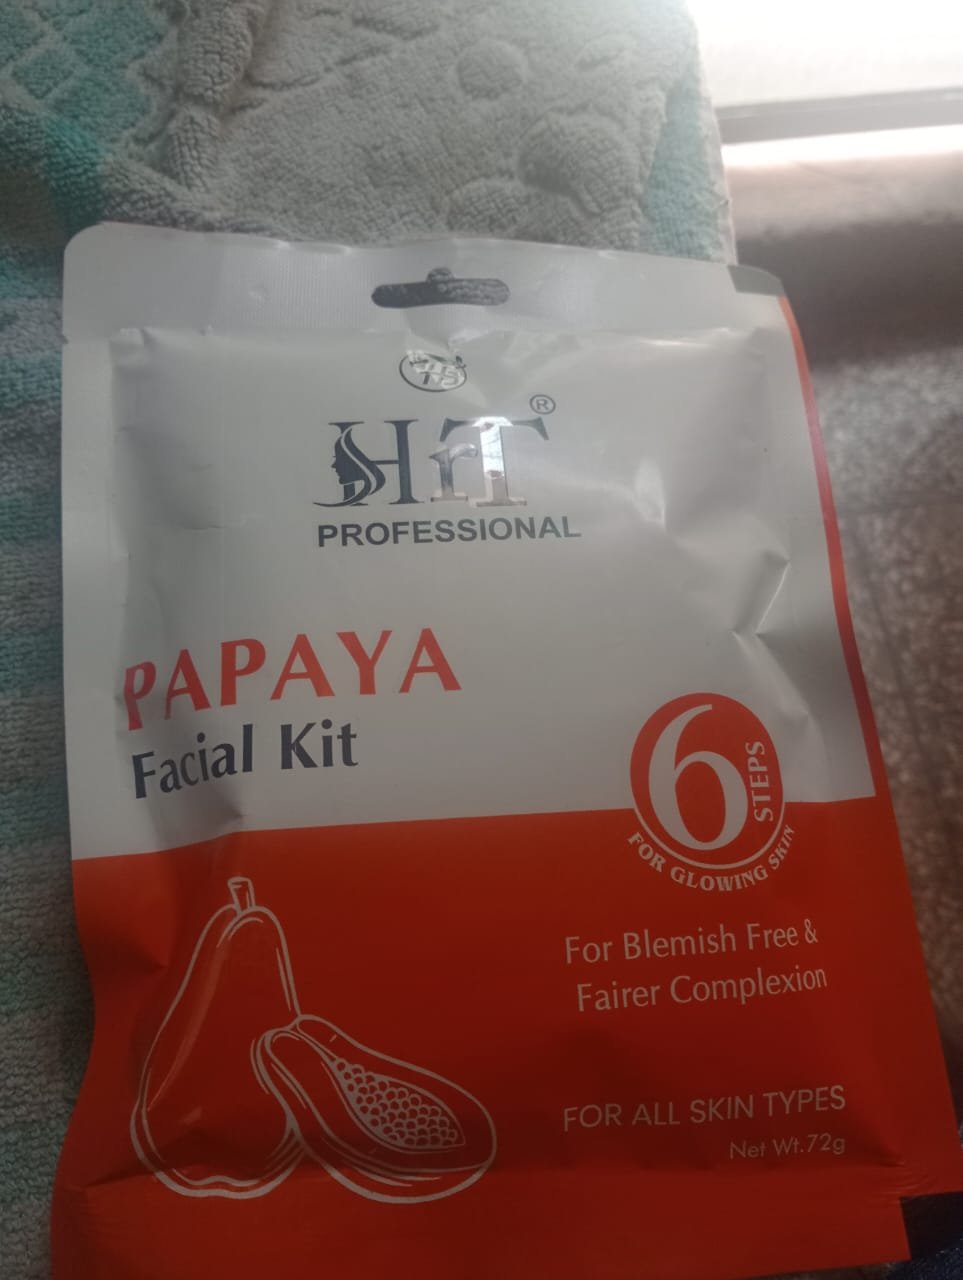 HrT®
PROFESSIONAL
PAPAYA
Facial Kit
6 STEPS
FOR GLOWING SKIN
For Blemish Free &
Fairer Complexion
FOR ALL SKIN TYPES
Net Wt.72g